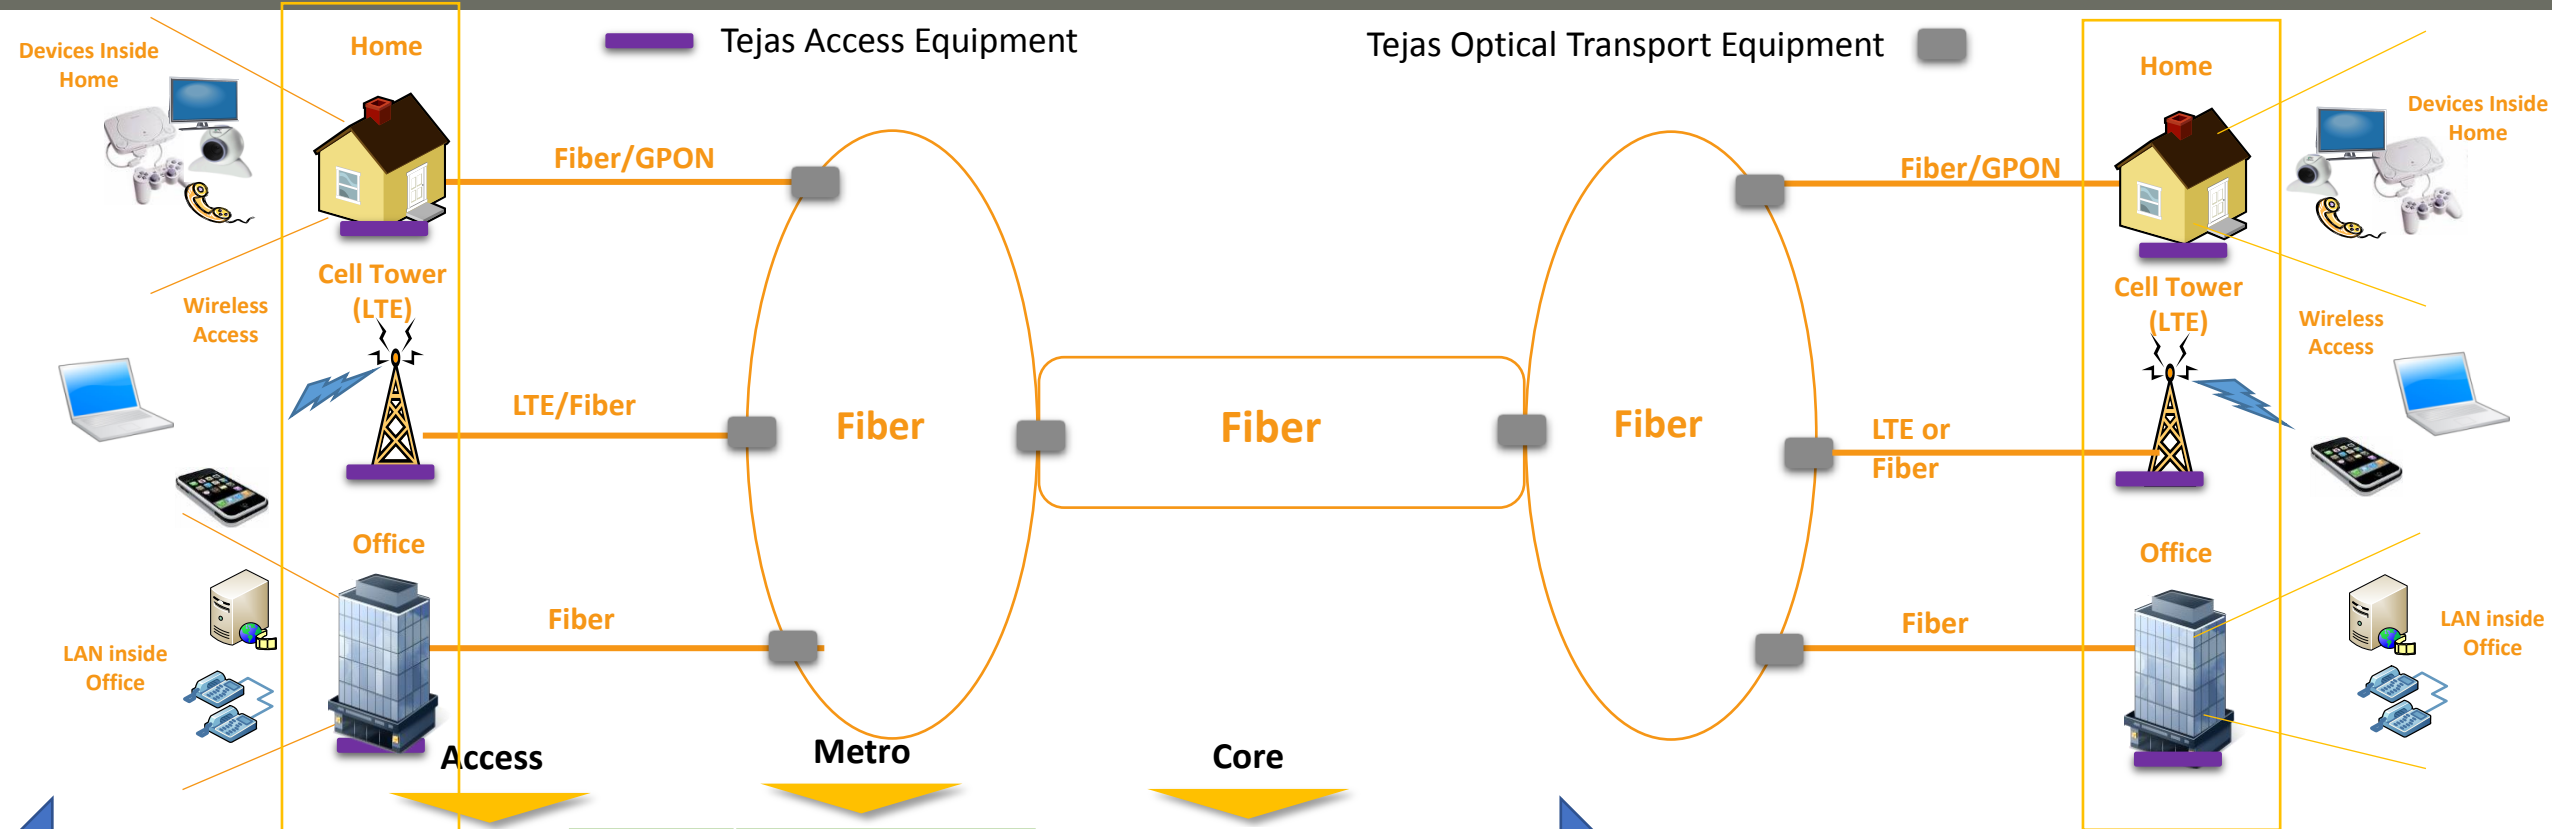 Tejas Access Equipment
Tejas Optical Transport Equipment
Devices Inside
Home
Home
Fiber/GPON
Cell Tower
(LTE)
Wireless
Access
LTE/Fiber
Office
Fiber
LAN inside
Office
Fiber
Fiber
Fiber
Home
Devices Inside
Home
Fiber/GPON
Cell Tower
(LTE)
Wireless
Access
LTE or
Fiber
Office
Fiber
LAN inside
Office
Access
Metro
Core